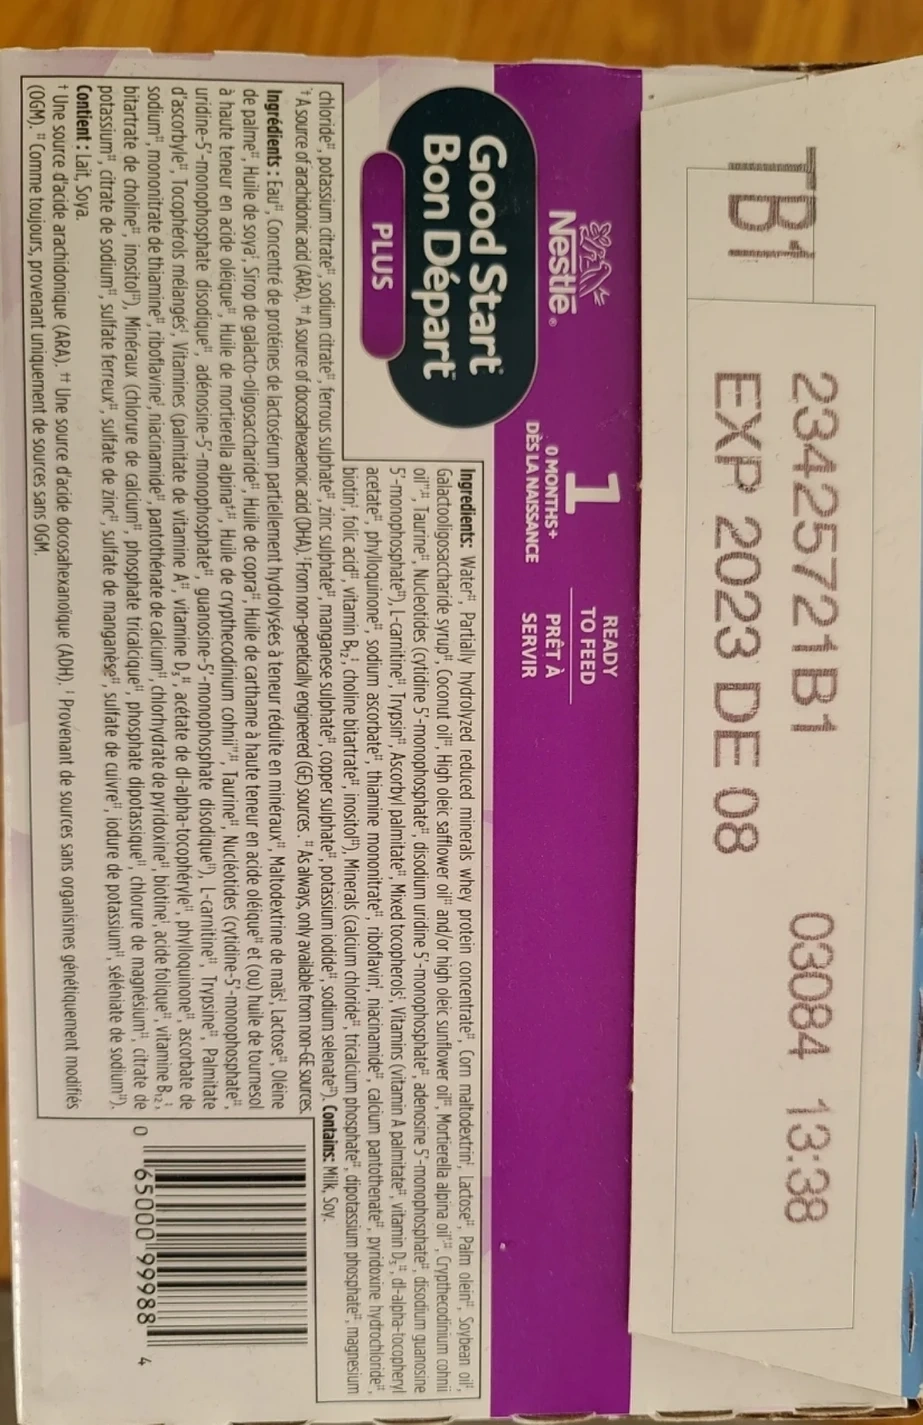 TB1
23425721B1 03084 13:38
EXP 2023 DE 08
Nestlé®
Good Start™
Bon Départ™
PLUS
1
0 MONTHS+
DÈS LA NAISSANCE
READY
TO FEED
PRÊT À
SERVIR
Ingredients: Water‡‡, Partially hydrolyzed reduced minerals whey protein concentrate‡‡, Corn maltodextrin‡, Lactose‡‡, Palm olein‡‡, Soybean oil‡,
Galactooligosaccharide syrup‡‡, Coconut oil‡‡, High oleic safflower oil‡‡ and/or high oleic sunflower oil‡‡, Mortierella alpina oil†,‡‡, Crypthecodinium cohnii
oil††,‡‡, Taurine‡‡, Nucleotides (cytidine 5'-monophosphate‡‡, disodium uridine 5'-monophosphate‡‡, adenosine 5'-monophosphate‡‡, disodium guanosine
5'-monophosphate‡‡), L-carnitine‡‡, Trypsin‡‡, Ascorbyl palmitate‡‡, Mixed tocopherols‡, Vitamins (vitamin A palmitate‡‡, vitamin D₃‡‡, dl-alpha-tocopheryl
acetate‡‡, phylloquinone‡‡, sodium ascorbate‡‡, thiamine mononitrate‡‡, riboflavin‡, niacinamide‡‡, calcium pantothenate‡‡, pyridoxine hydrochloride‡‡,
biotin‡, folic acid‡‡, vitamin B₁₂‡, choline bitartrate‡‡, inositol‡‡), Minerals (calcium chloride‡‡, tricalcium phosphate‡‡, dipotassium phosphate‡‡, magnesium
chloride‡‡, potassium citrate‡‡, sodium citrate‡‡, ferrous sulphate‡‡, zinc sulphate‡‡, manganese sulphate‡‡, copper sulphate‡‡, potassium iodide‡‡, sodium selenate‡‡). Contains: Milk, Soy.
† A source of arachidonic acid (ARA). †† A source of docosahexaenoic acid (DHA). ‡ From non-genetically engineered (GE) sources. ‡‡ As always, only available from non-GE sources.
Ingrédients : Eau‡‡, Concentré de protéines de lactosérum partiellement hydrolysées à teneur réduite en minéraux‡‡, Maltodextrine de maïs‡, Lactose‡‡, Oléine
de palme‡‡, Huile de soya‡, Sirop de galacto-oligosaccharide‡‡, Huile de copra‡‡, Huile de carthame à haute teneur en acide oléique‡‡ et (ou) huile de tournesol
à haute teneur en acide oléique‡‡, Huile de mortierella alpina†,‡‡, Huile de crypthecodinium cohnii††,‡‡, Taurine‡‡, Nucléotides (cytidine-5'-monophosphate‡‡,
uridine-5'-monophosphate disodique‡‡, adénosine-5'-monophosphate‡‡, guanosine-5'-monophosphate disodique‡‡), L-carnitine‡‡, Trypsine‡‡, Palmitate
d'ascorbyle‡‡, Tocophérols mélangés‡, Vitamines (palmitate de vitamine A‡‡, vitamine D₃‡‡, acétate de dl-alpha-tocophéryle‡‡, phylloquinone‡‡, ascorbate de
sodium‡‡, mononitrate de thiamine‡‡, riboflavine‡, niacinamide‡‡, pantothénate de calcium‡‡, chlorhydrate de pyridoxine‡‡, biotine‡, acide folique‡‡, vitamine B₁₂‡,
bitartrate de choline‡‡, inositol‡‡), Minéraux (chlorure de calcium‡‡, phosphate tricalcique‡‡, phosphate dipotassique‡‡, chlorure de magnésium‡‡, citrate de
potassium‡‡, citrate de sodium‡‡, sulfate ferreux‡‡, sulfate de zinc‡‡, sulfate de manganèse‡‡, sulfate de cuivre‡‡, iodure de potassium‡‡, séléniate de sodium‡‡).
Contient : Lait, Soya.
† Une source d'acide arachidonique (ARA). †† Une source d'acide docosahexanoïque (ADH). ‡ Provenant de sources sans organismes génétiquement modifiés
(OGM). ‡‡ Comme toujours, provenant uniquement de sources sans OGM.
0 65000 99988 4